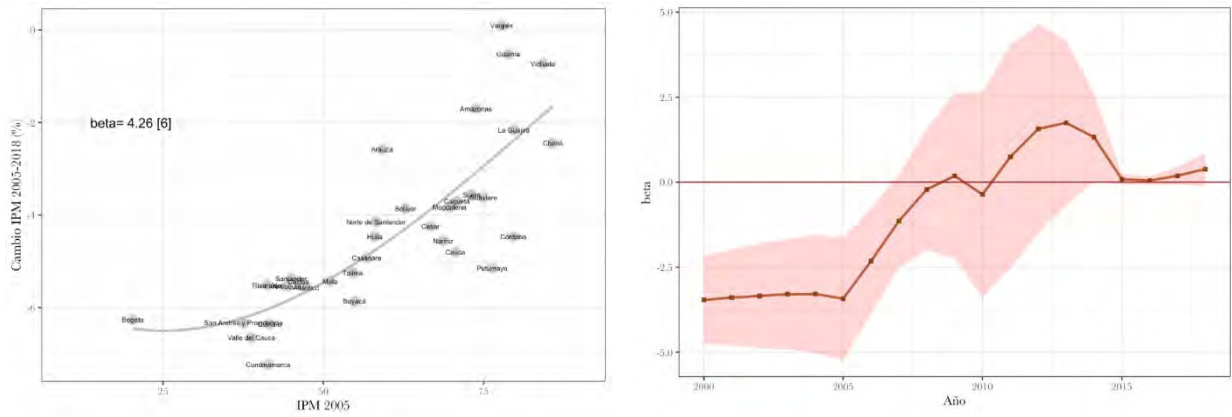 Cambio IPM 2005-2018 (%)
0
-2
-4
-6
beta= 4.26 [6]
Vaupés
Guainía
Vichada
Amazonas
La Guajira
Chocó
Arauca
Sucre
Guaviare
Caquetá
Magdalena
Bolívar
Norte de Santander
Cesar
Huila
Nariño
Córdoba
Cauca
Casanare
Putumayo
Tolima
Santander
Meta
Boyacá
Bogotá
San Andrés y Providencia
Valle del Cauca
Cundinamarca
25
50
75
IPM 2005
beta
5.0
2.5
0.0
-2.5
-5.0
2000
2005
2010
2015
Año